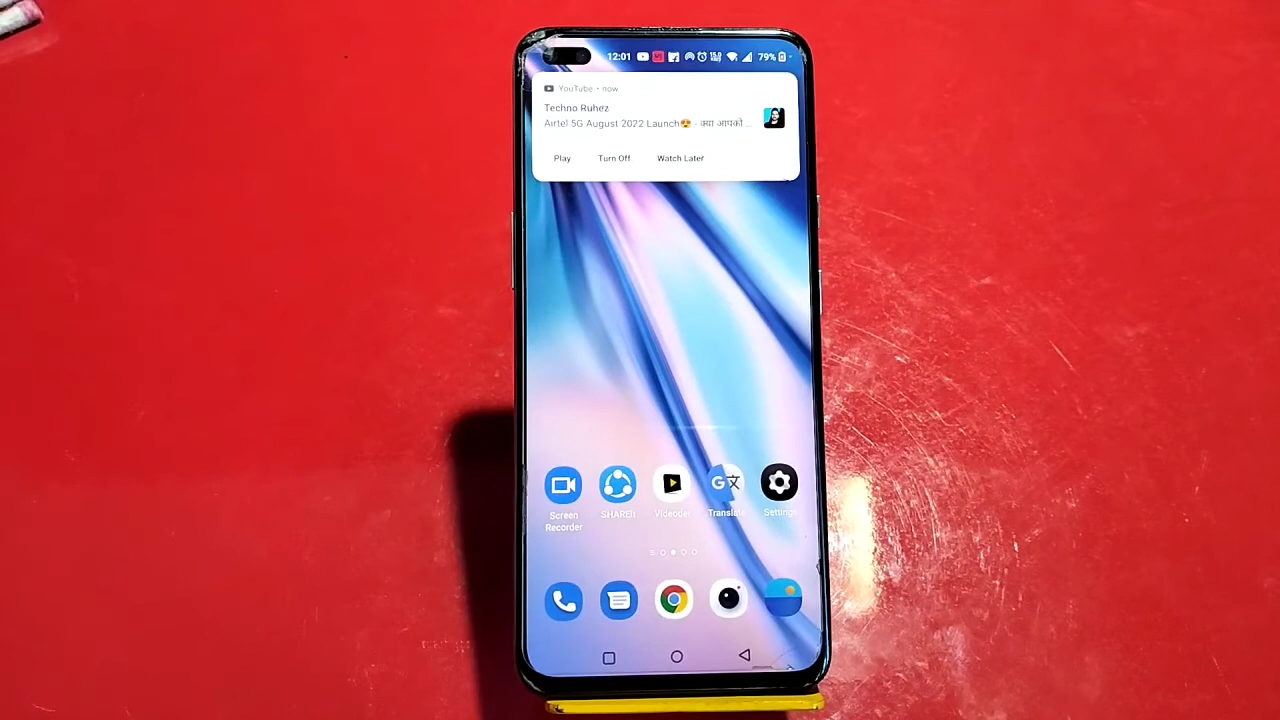 12:01
79%
YouTube • now
Techno Ruhez
Airtel 5G August 2022 Launch😍 - क्या आपको ...
Play Turn Off Watch Later
Screen Recorder
SHAREit
Videoder
Translate
Settings